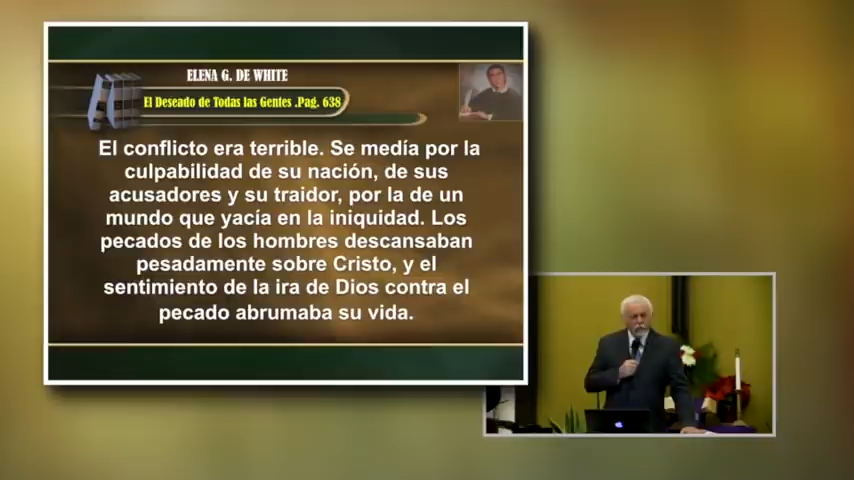 ELENA G. DE WHITE
El Deseado de Todas las Gentes .Pag. 638
El conflicto era terrible. Se medía por la
culpabilidad de su nación, de sus
acusadores y su traidor, por la de un
mundo que yacía en la iniquidad. Los
pecados de los hombres descansaban
pesadamente sobre Cristo, y el
sentimiento de la ira de Dios contra el
pecado abrumaba su vida.